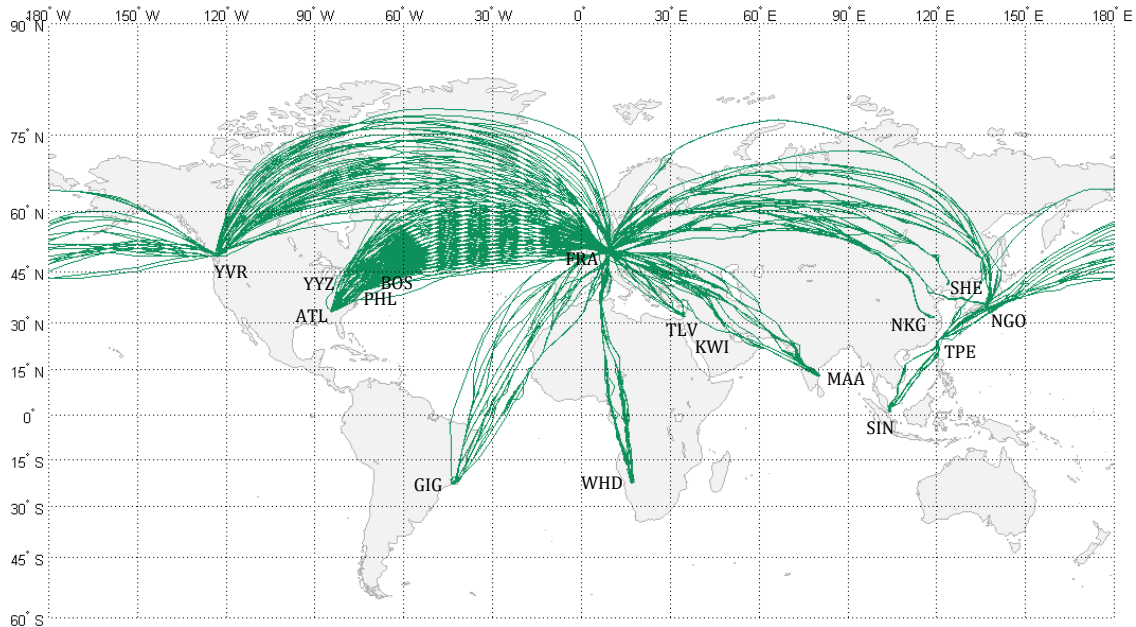 180° W 150° W 120° W 90° W 60° W 30° W 0° 30° E 60° E 90° E 120° E 150° E 180° E
90° N
75° N
60° N
45° N
30° N
15° N
0°
15° S
30° S
45° S
60° S
YVR
YYZ
BOS
PHL
ATL
FRA
SHE
NKG
NGO
TLV
KWI
TPE
MAA
SIN
GIG
WHD